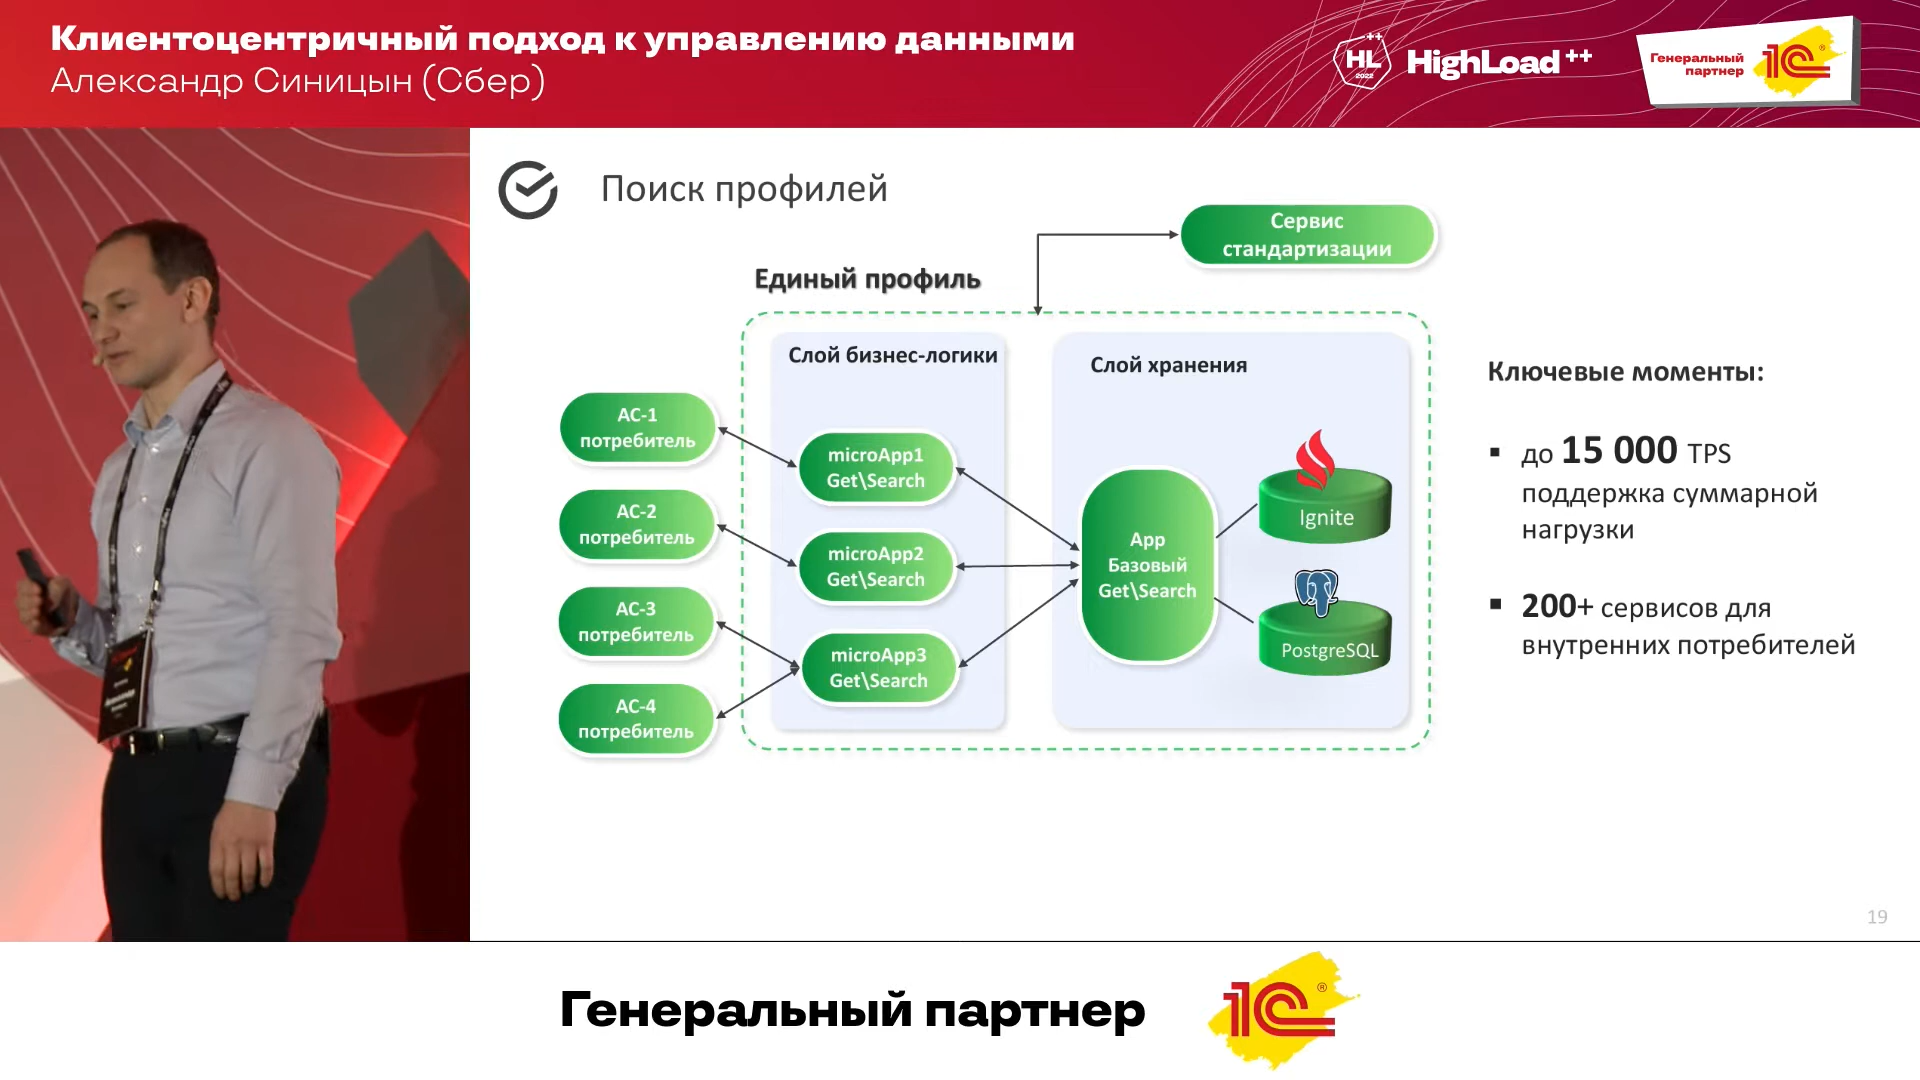 Клиентоцентричный подход к управлению данными
Александр Синицын (Сбер)
HL
++
2022
HighLoad++
Генеральный
партнер
1С®
Поиск профилей
Сервис
стандартизации
Единый профиль
Слой бизнес-логики
Слой хранения
АС-1
потребитель
АС-2
потребитель
АС-3
потребитель
АС-4
потребитель
microApp1
Get\Search
microApp2
Get\Search
microApp3
Get\Search
App
Базовый
Get\Search
Ignite
PostgreSQL
Ключевые моменты:
▪ до 15 000 TPS
поддержка суммарной
нагрузки
▪ 200+ сервисов для
внутренних потребителей
19
Генеральный партнер
1С®